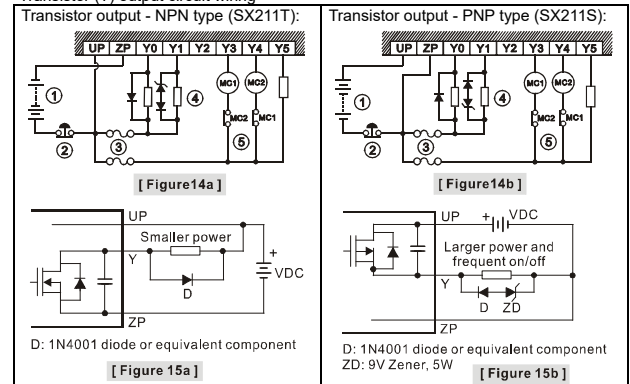 Transistor (Y) output circuit wiring
Transistor output - NPN type (SX211T):
UP ZP Y0 Y1 Y2 Y3 Y4 Y5
MC1 MC2
1
4
MC2 MC1
2
3
5
[ Figure14a ]
UP
Smaller power
Y
+
VDC
D
ZP
D: 1N4001 diode or equivalent component
[ Figure 15a ]
Transistor output - PNP type (SX211S):
UP ZP Y0 Y1 Y2 Y3 Y4 Y5
MC1 MC2
1
4
MC2 MC1
2
3
5
[ Figure14b ]
UP
+ VDC
Larger power and
frequent on/off
Y
D ZD
ZP
D: 1N4001 diode or equivalent component
ZD: 9V Zener, 5W
[ Figure 15b ]